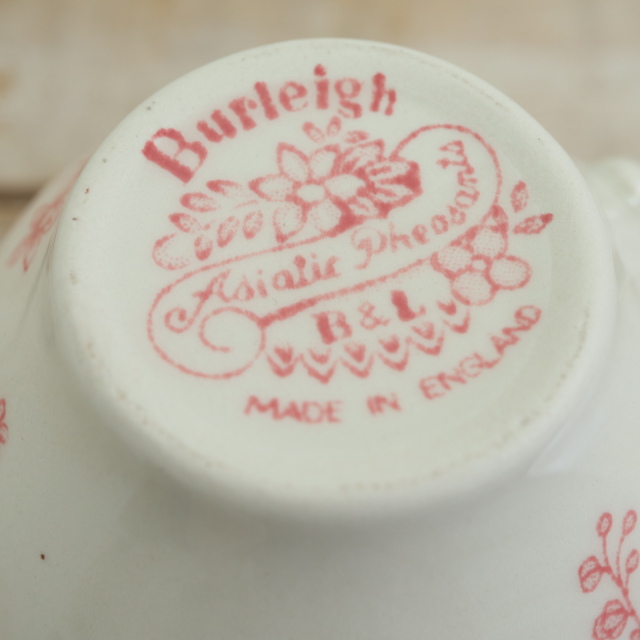 Burleigh
Asiatic Pheasants
B & L
MADE IN ENGLAND